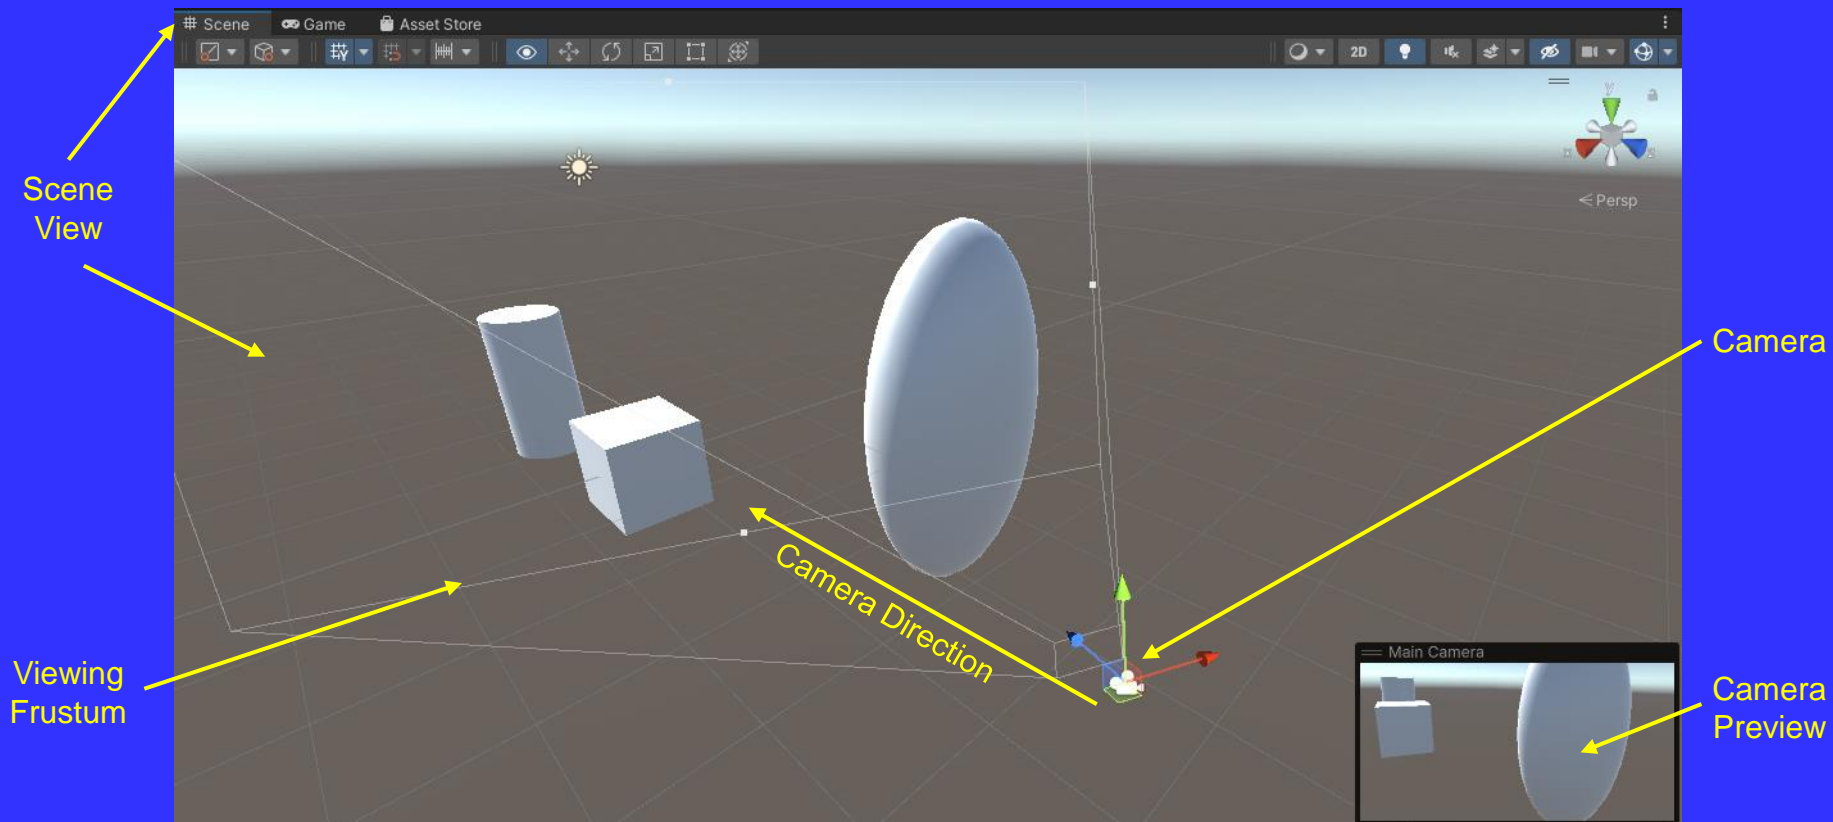 Scene
Game
Asset Store
2D
y
x
z
Persp
Scene
View
Camera
Camera Direction
Viewing
Frustum
Main Camera
Camera
Preview